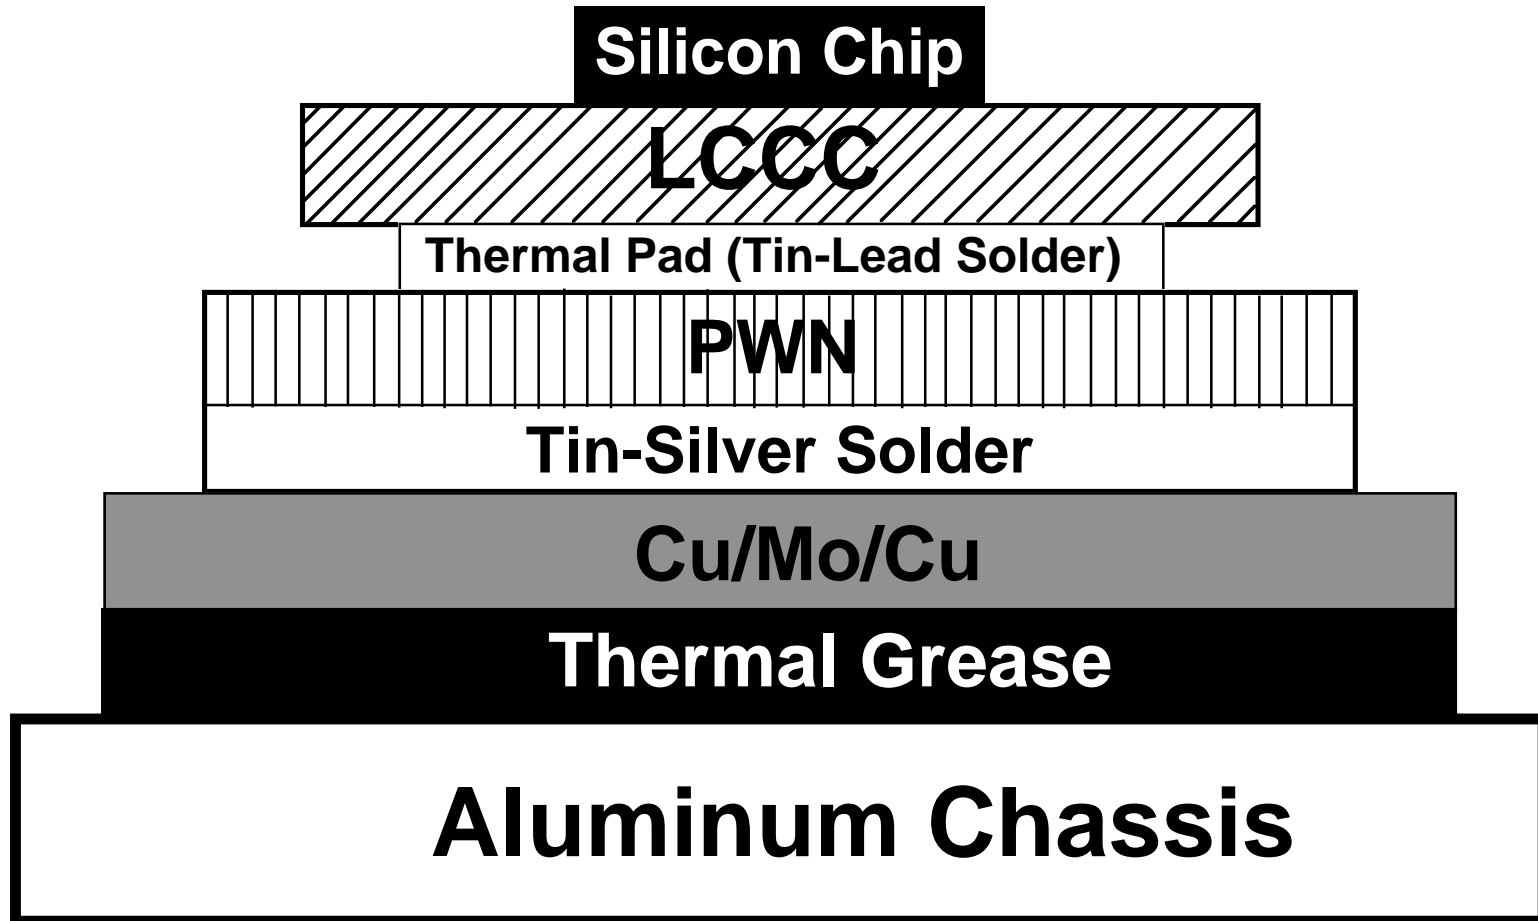 Silicon Chip
LCCC
Thermal Pad (Tin-Lead Solder)
PWN
Tin-Silver Solder
Cu/Mo/Cu
Thermal Grease
Aluminum Chassis